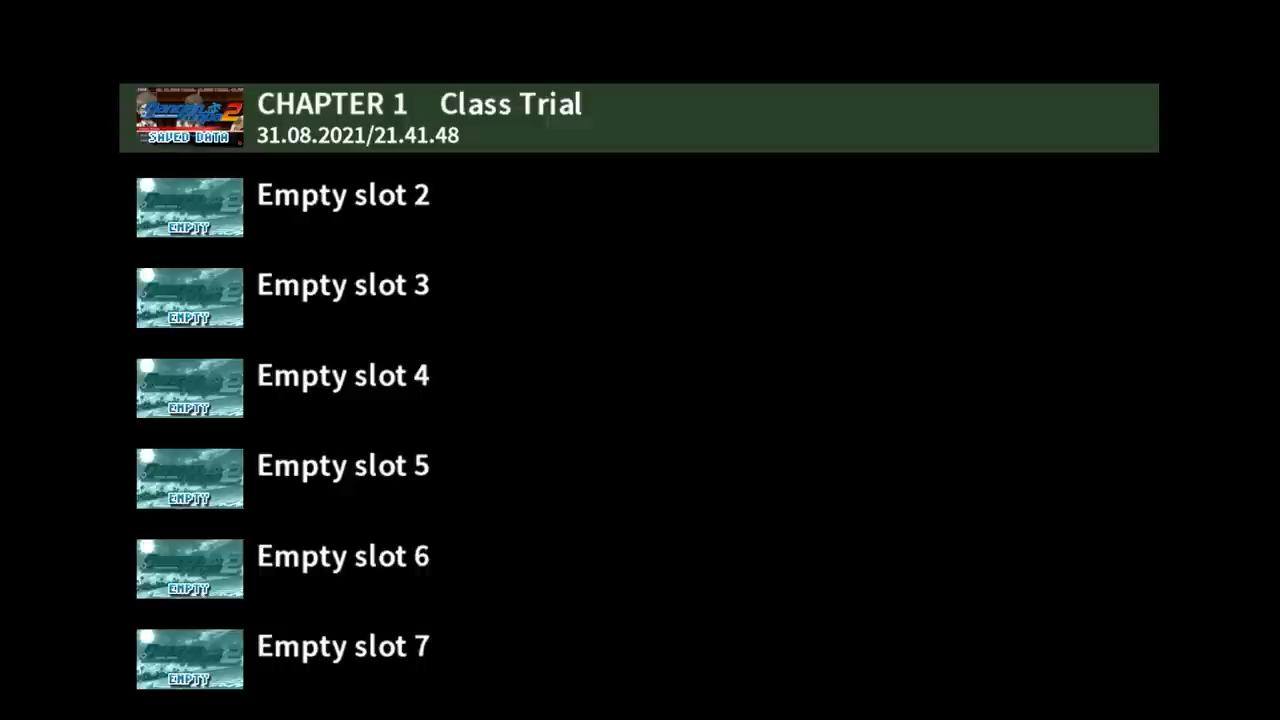 CHAPTER 1 Class Trial
31.08.2021/21.41.48
SAVED DATA
Empty slot 2
EMPTY
Empty slot 3
EMPTY
Empty slot 4
EMPTY
Empty slot 5
EMPTY
Empty slot 6
EMPTY
Empty slot 7
EMPTY